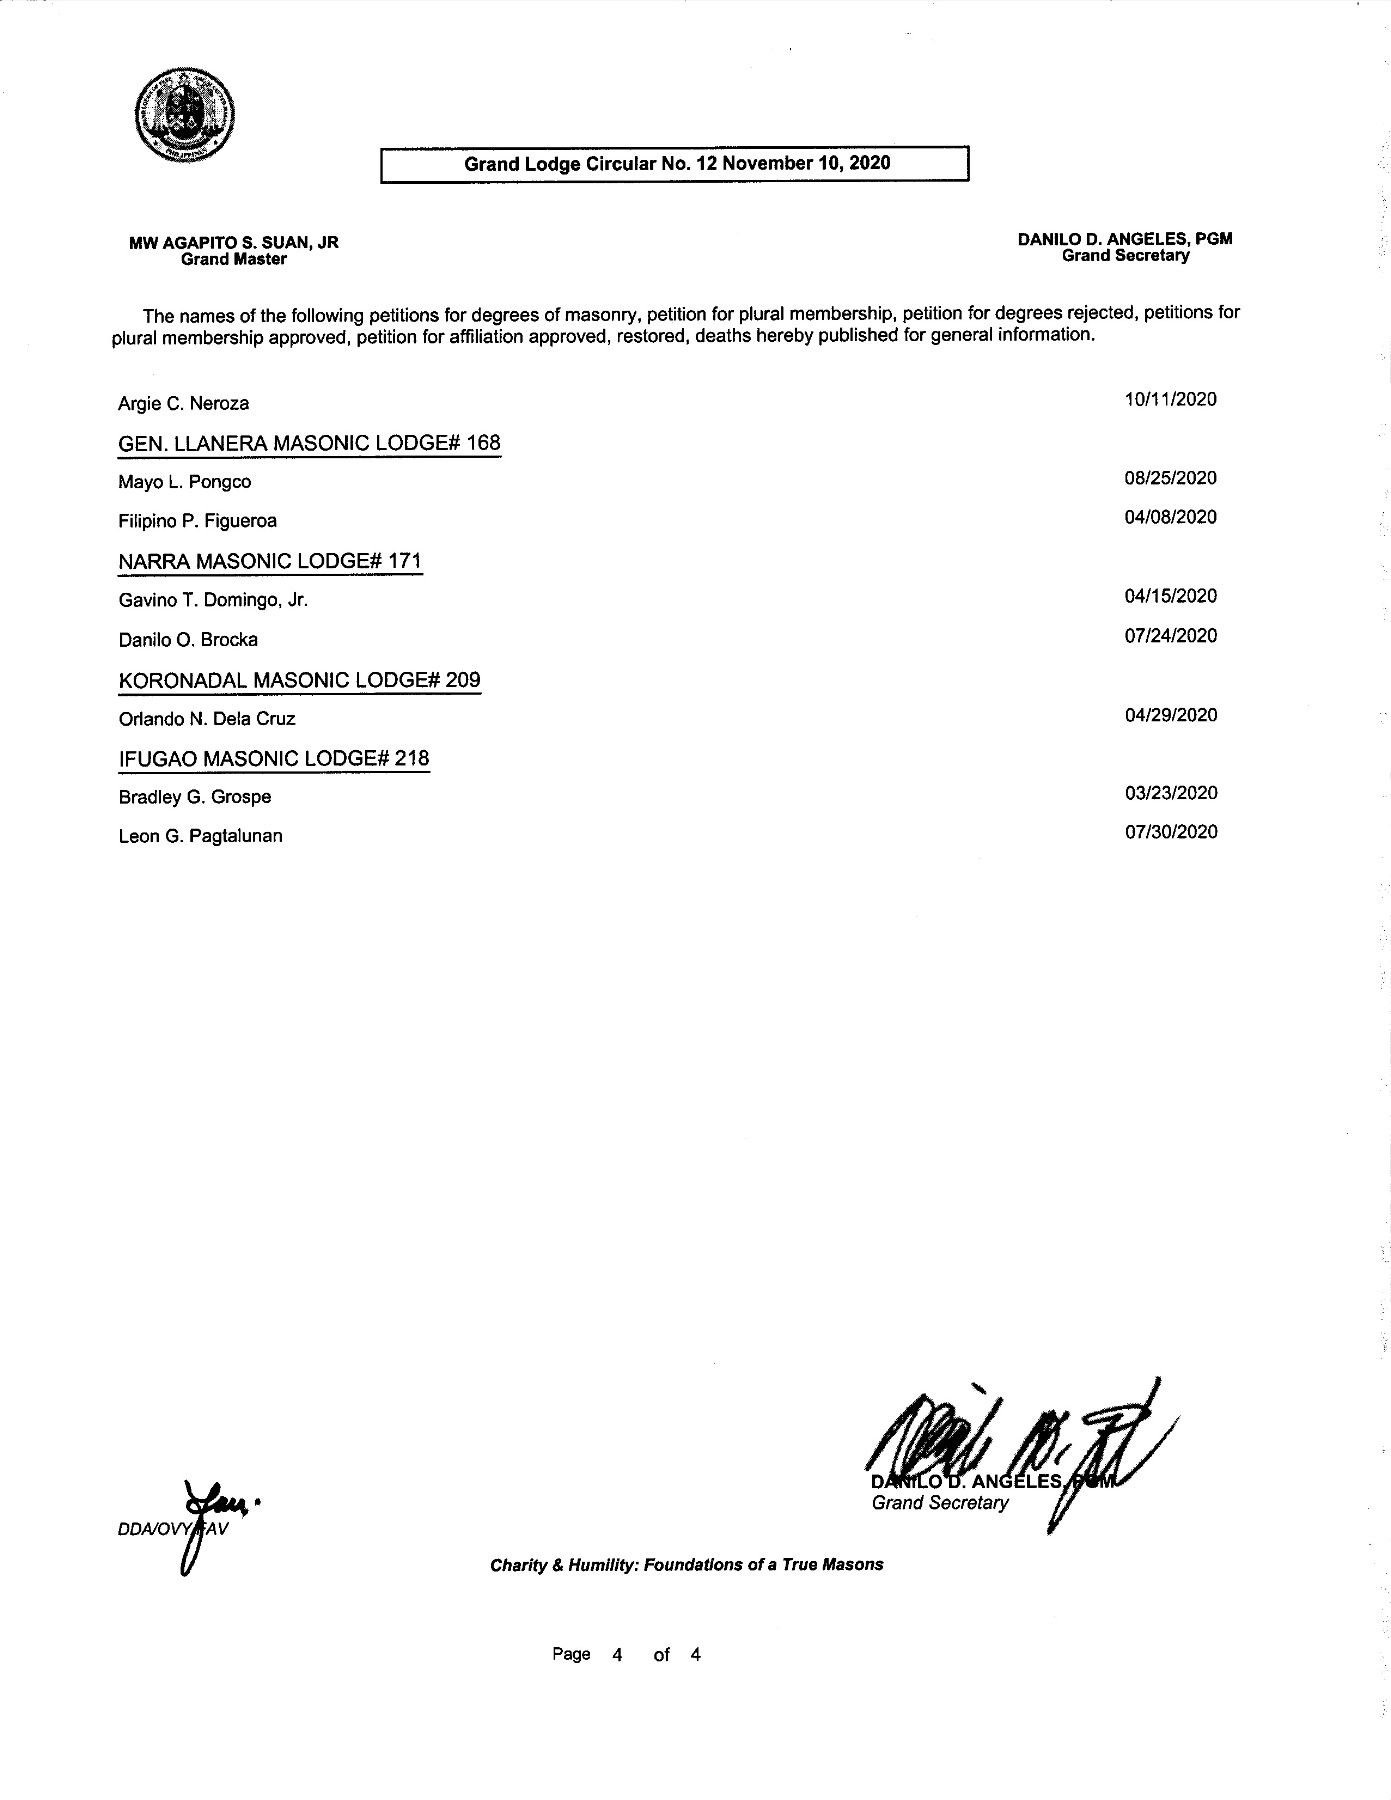 PHILIPPINES
Grand Lodge Circular No. 12 November 10, 2020
MW AGAPITO S. SUAN, JR
Grand Master
DANILO D. ANGELES, PGM
Grand Secretary
The names of the following petitions for degrees of masonry, petition for plural membership, petition for degrees rejected, petitions for
plural membership approved, petition for affiliation approved, restored, deaths hereby published for general information.
Argie C. Neroza 10/11/2020
GEN. LLANERA MASONIC LODGE# 168
Mayo L. Pongco 08/25/2020
Filipino P. Figueroa 04/08/2020
NARRA MASONIC LODGE# 171
Gavino T. Domingo, Jr. 04/15/2020
Danilo O. Brocka 07/24/2020
KORONADAL MASONIC LODGE# 209
Orlando N. Dela Cruz 04/29/2020
IFUGAO MASONIC LODGE# 218
Bradley G. Grospe 03/23/2020
Leon G. Pagtalunan 07/30/2020
DANILO D. ANGELES, PGM
Grand Secretary
DDA/OVY/FAV
Charity & Humility: Foundations of a True Masons
Page 4 of 4